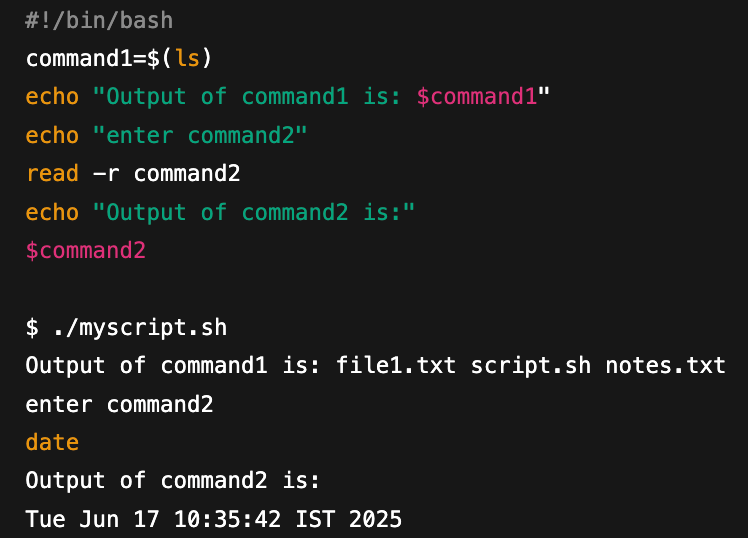 #!/bin/bash
command1=$(ls)
echo "Output of command1 is: $command1"
echo "enter command2"
read -r command2
echo "Output of command2 is:"
$command2
$ ./myscript.sh
Output of command1 is: file1.txt script.sh notes.txt
enter command2
date
Output of command2 is:
Tue Jun 17 10:35:42 IST 2025